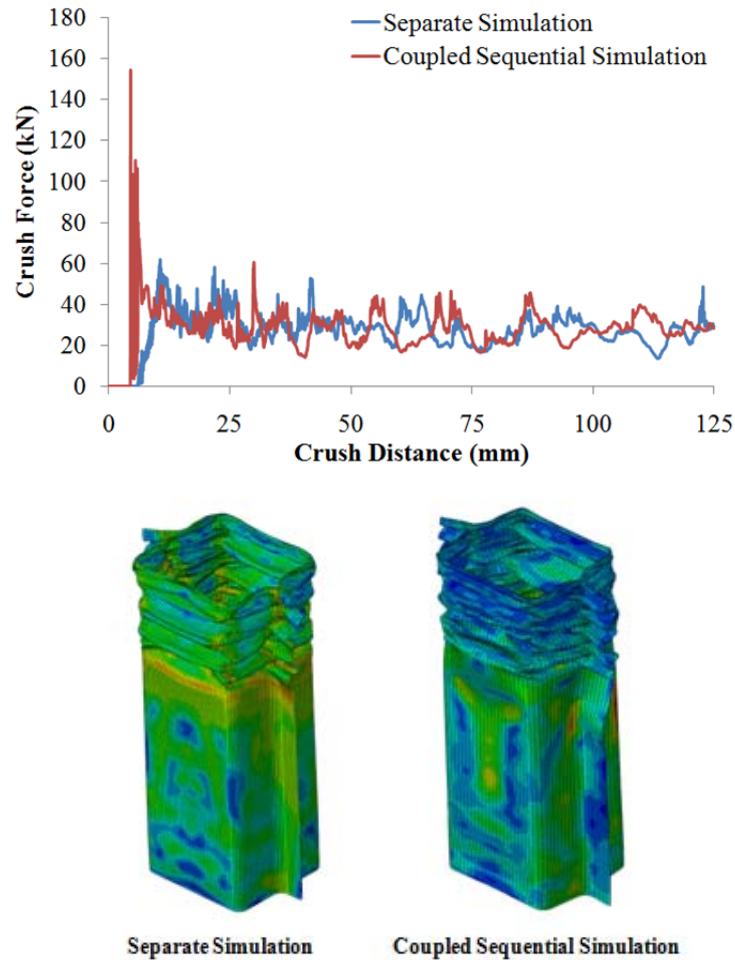 180
160
140
120
100
80
60
40
20
0
Crush Force (kN)
Separate Simulation
Coupled Sequential Simulation
0 25 50 75 100 125
Crush Distance (mm)
Separate Simulation Coupled Sequential Simulation